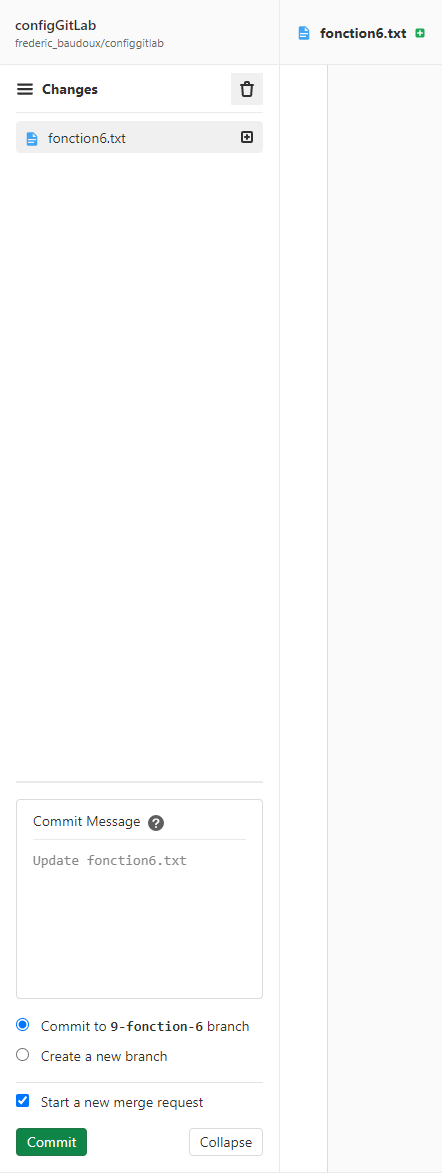 configGitLab
frederic_baudoux/configgitlab
fonction6.txt
Changes
fonction6.txt
Commit Message
Update fonction6.txt
Commit to 9-fonction-6 branch
Create a new branch
Start a new merge request
Commit
Collapse